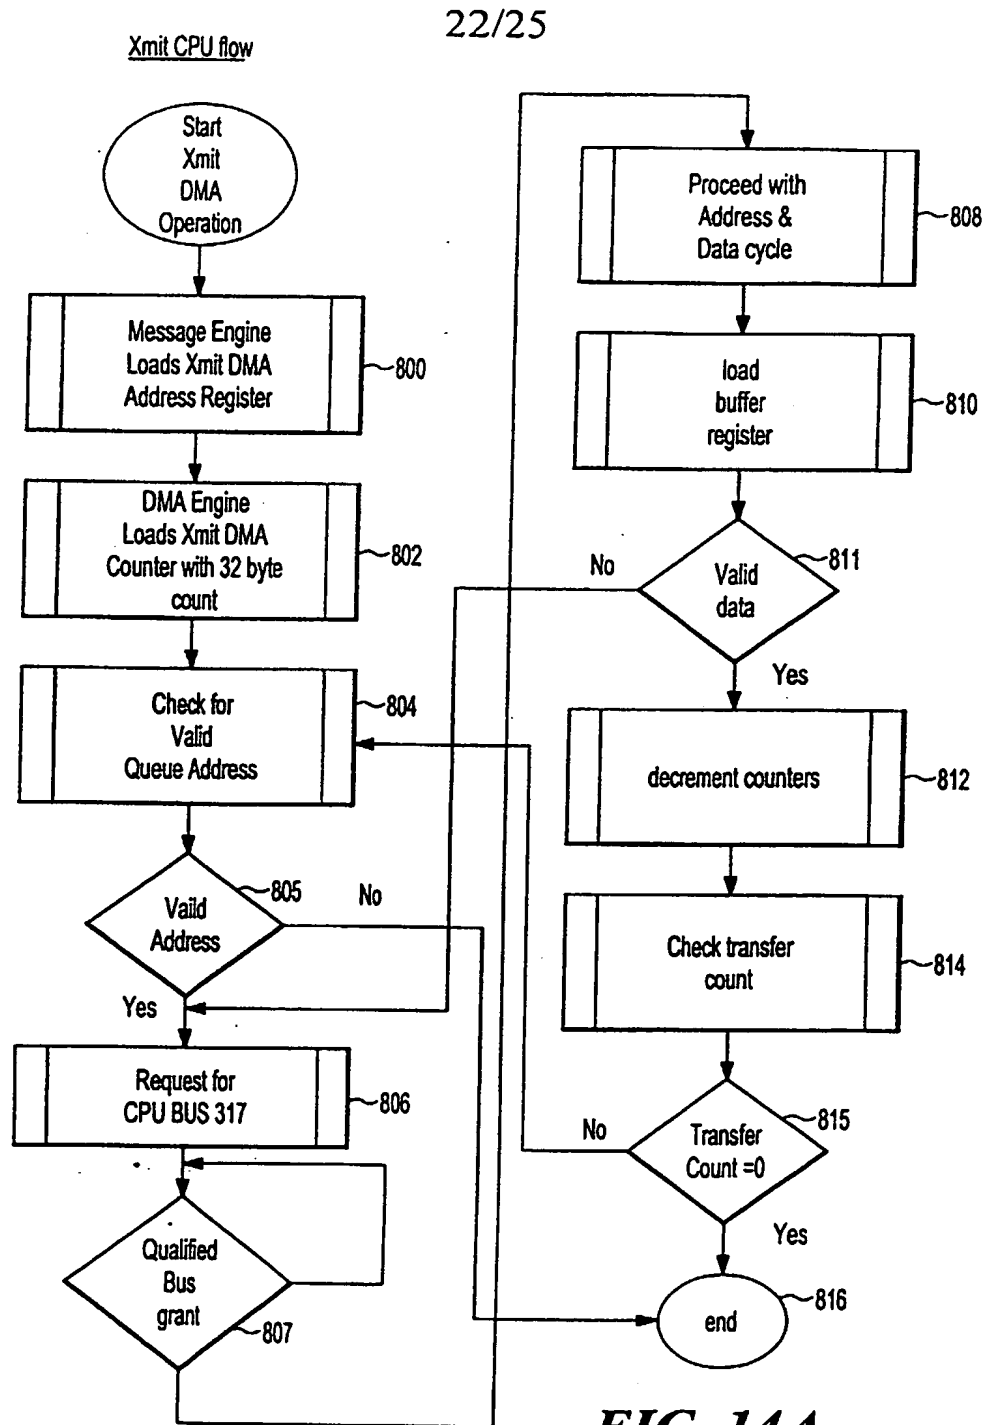 22/25
Xmit CPU flow
Start
Xmit
DMA
Operation
Message Engine
Loads Xmit DMA
Address Register
800
DMA Engine
Loads Xmit DMA
Counter with 32 byte
count
802
Check for
Valid
Queue Address
804
Vaild
Address
805
No
Yes
Request for
CPU BUS 317
806
Qualified
Bus
grant
807
Proceed with
Address &
Data cycle
808
load
buffer
register
810
Valid
data
811
No
Yes
decrement counters
812
Check transfer
count
814
Transfer
Count =0
815
No
Yes
end
816
FIG. 14A